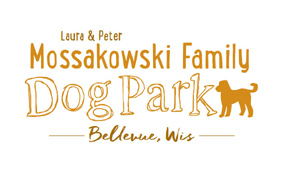 Laura & Peter
Mossakowski Family
Dog Park
Bellevue, Wis